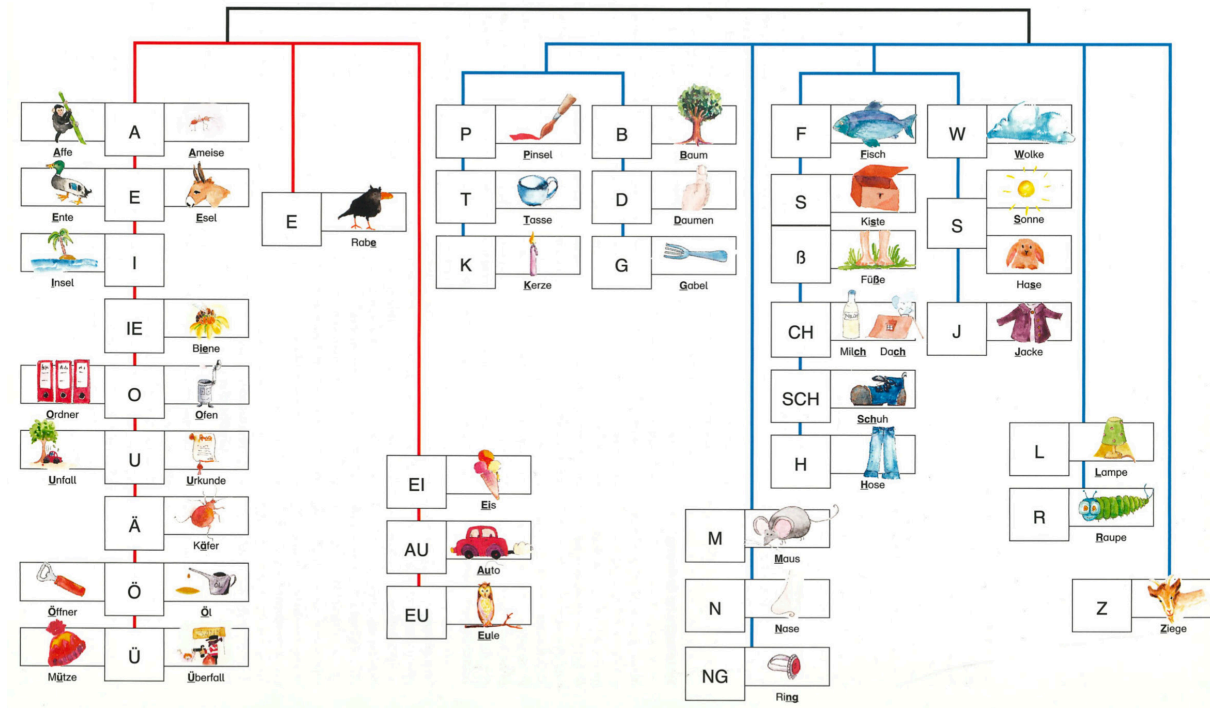 A
Affe
Ameise
E
Ente
Esel
I
Insel
IE
Biene
O
Ordner
Ofen
U
Unfall
Urkunde
Ä
Käfer
Ö
Öffner
Öl
Ü
Mütze
Überfall
E
Rabe
EI
Eis
AU
Auto
EU
Eule
P
Pinsel
T
Tasse
K
Kerze
B
Baum
D
Daumen
G
Gabel
M
Maus
N
Nase
NG
Ring
F
Fisch
S
Kiste
ß
Füße
CH
Milch Dach
SCH
Schuh
H
Hose
W
Wolke
S
Sonne
Hase
J
Jacke
L
Lampe
R
Raupe
Z
Ziege